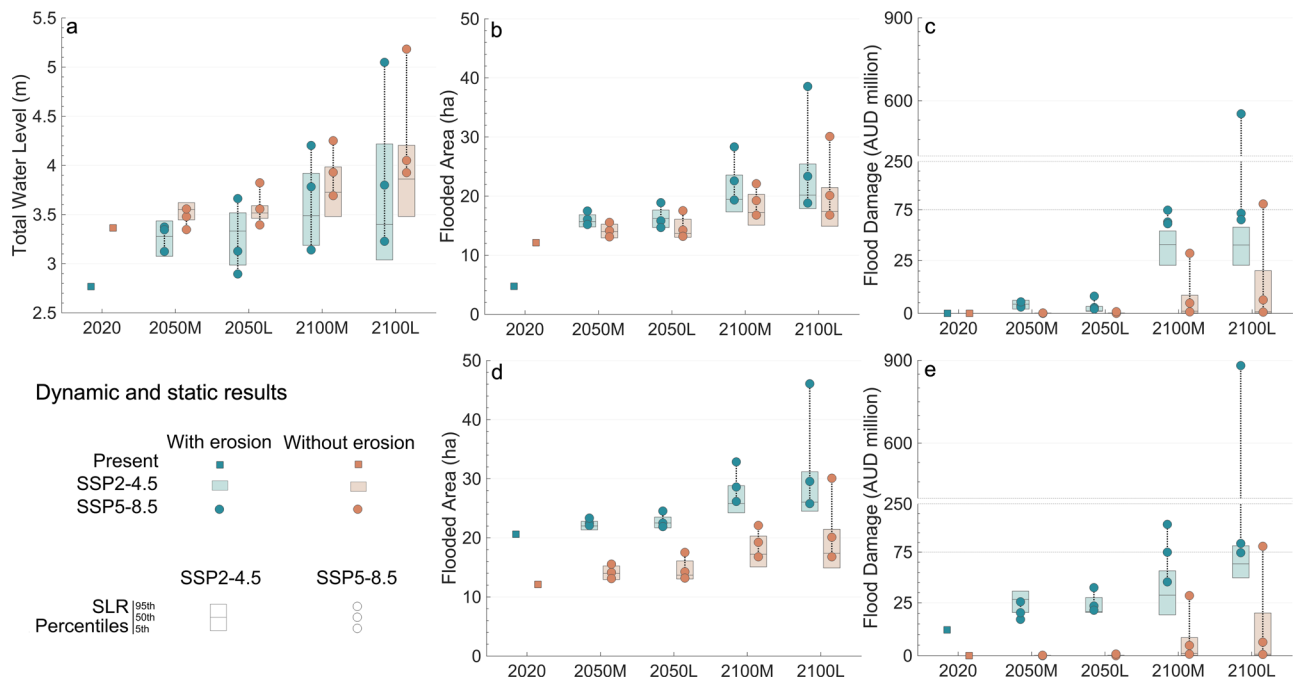 a
5.5
5
4.5
4
3.5
3
2.5
Total Water Level (m)
2020 2050M 2050L 2100M 2100L
b
50
40
30
20
10
0
Flooded Area (ha)
2020 2050M 2050L 2100M 2100L
c
900
600
250
75
25
0
Flood Damage (AUD million)
2020 2050M 2050L 2100M 2100L
Dynamic and static results
With erosion Without erosion
Present
SSP2-4.5
SSP5-8.5
SSP2-4.5 SSP5-8.5
SLR
Percentiles
95th
50th
5th
d
50
40
30
20
10
0
Flooded Area (ha)
2020 2050M 2050L 2100M 2100L
e
900
600
250
75
25
0
Flood Damage (AUD million)
2020 2050M 2050L 2100M 2100L